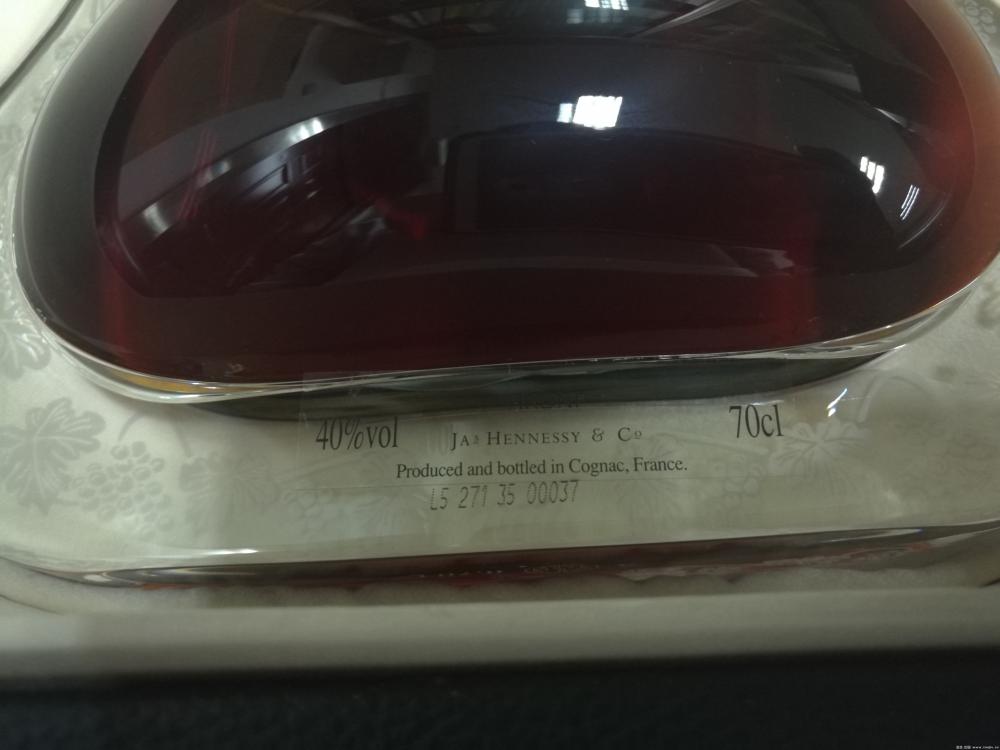 40%vol JAS HENNESSY & CO 70cl
Produced and bottled in Cognac, France.
L5 271 35 00037